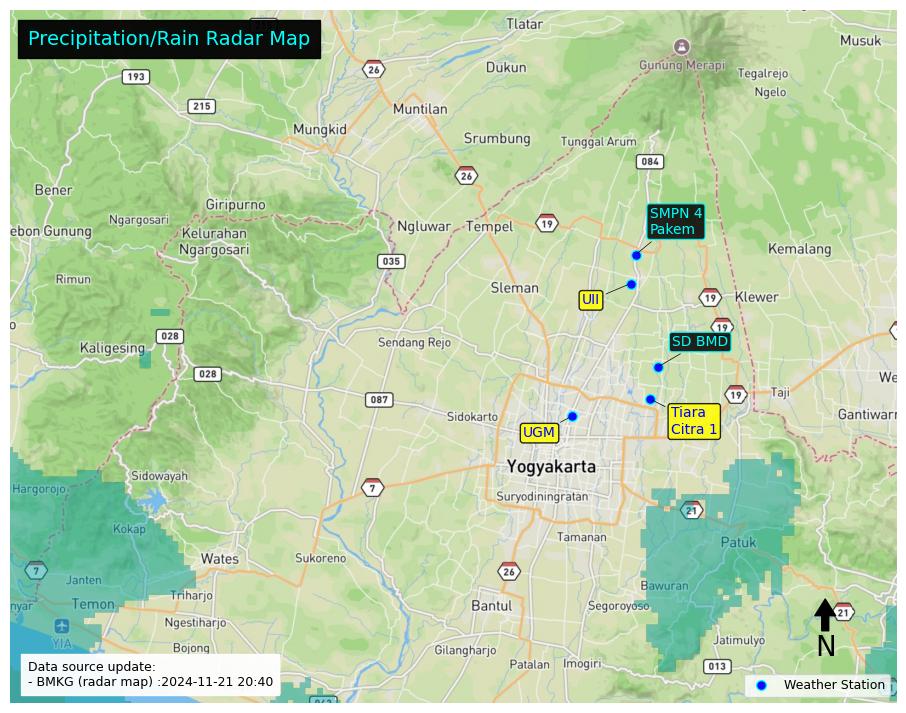 Precipitation/Rain Radar Map
Tlatar
Musuk
26
Dukun
Gunung Merapi
Tegalrejo
193
Ngelo
215
Muntilan
Mungkid
Srumbung
Tunggal Arum
084
26
Bener
Giripurno
SMPN 4
Pakem
Ngargosari
Ngluwar
Tempel
19
ebon Gunung
Kelurahan
Ngargosari
Kemalang
035
Rimun
Sleman
UII
19
Klewer
19
028
Sendang Rejo
SD BMD
Kaligesing
028
We
087
19
Taji
Sidokarto
Tiara
Citra 1
Gantiwarn
UGM
Yogyakarta
Sidowayah
Hargorojo
7
Suryodiningratan
21
Kokap
Tamanan
Patuk
Wates
Sukoreno
7
26
Janten
Bawuran
nyar
Temon
Triharjo
Bantul
Segoroyoso
21
Ngestiharjo
YIA
N
Jatimulyo
Bojong
Gilangharjo
Patalan
Imogiri
013
Data source update:
- BMKG (radar map) :2024-11-21 20:40
Weather Station